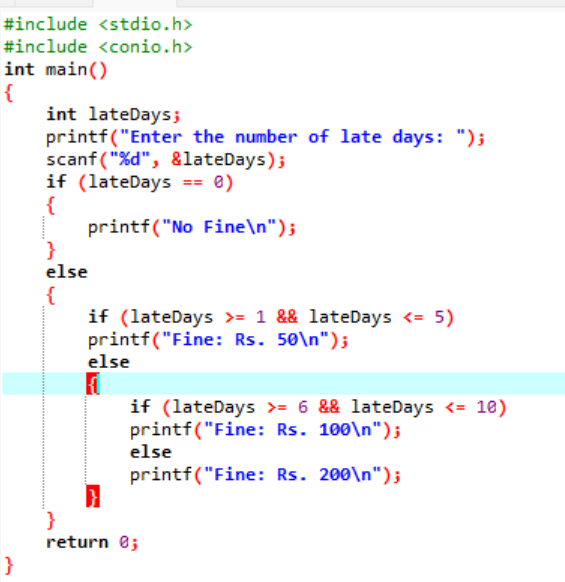 #include <stdio.h>
#include <conio.h>
int main()
{
    int lateDays;
    printf("Enter the number of late days: ");
    scanf("%d", &lateDays);
    if (lateDays == 0)
    {
        printf("No Fine\n");
    }
    else
    {
        if (lateDays >= 1 && lateDays <= 5)
        printf("Fine: Rs. 50\n");
        else
        {
            if (lateDays >= 6 && lateDays <= 10)
            printf("Fine: Rs. 100\n");
            else
            printf("Fine: Rs. 200\n");
        }
    }
    return 0;
}